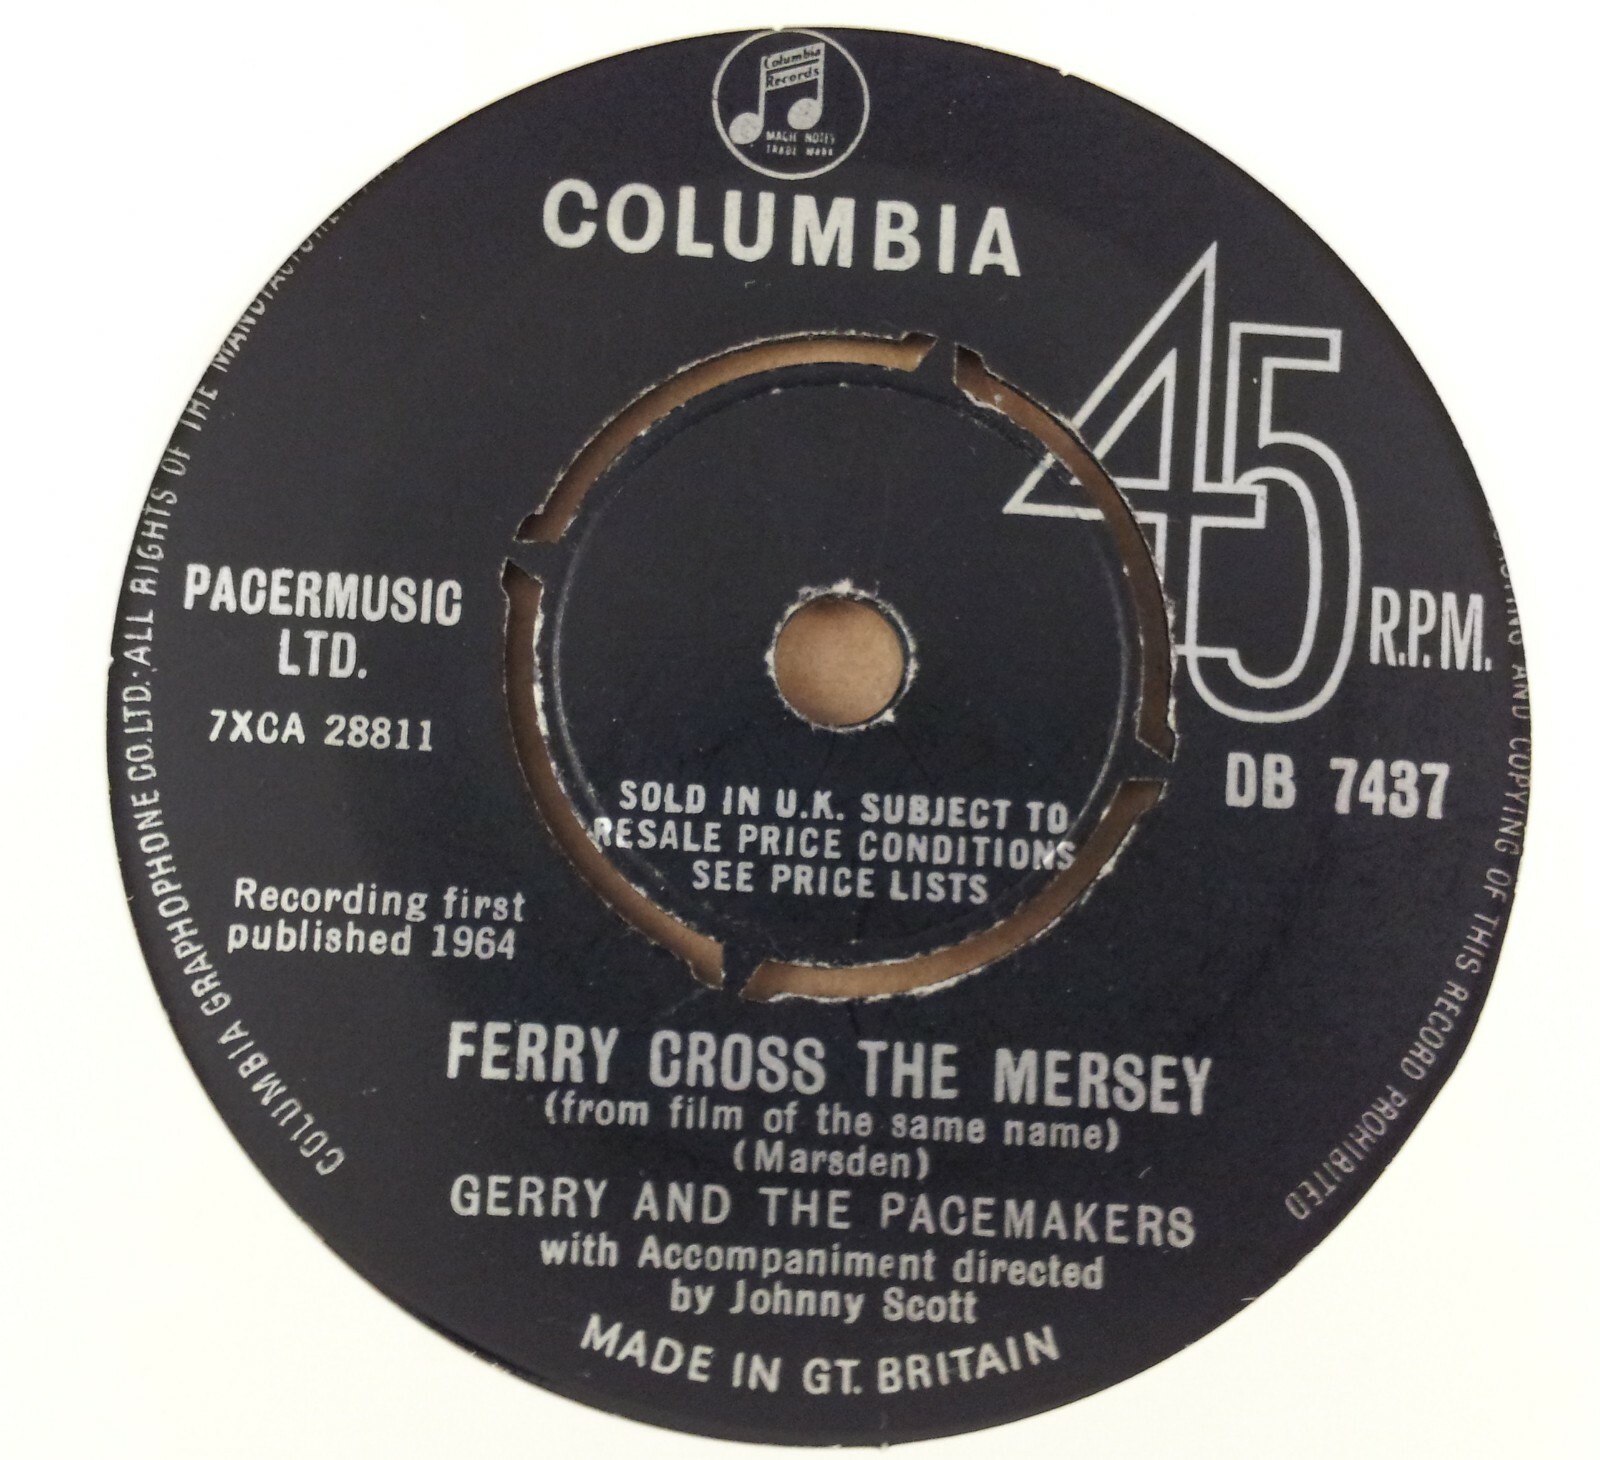 Columbia
Records
MAGIC NOTES
TRADE MARK
COLUMBIA
45
R.P.M.
PACERMUSIC
LTD.
7XCA 28811
DB 7437
SOLD IN U.K. SUBJECT TO
RESALE PRICE CONDITIONS
SEE PRICE LISTS
Recording first
published 1964
FERRY CROSS THE MERSEY
(from film of the same name)
(Marsden)
GERRY AND THE PACEMAKERS
with Accompaniment directed
by Johnny Scott
MADE IN GT. BRITAIN
COLUMBIA GRAPHOPHONE CO.LTD. ALL RIGHTS OF THE
AND COPYING OF THIS RECORD PROHIBITED